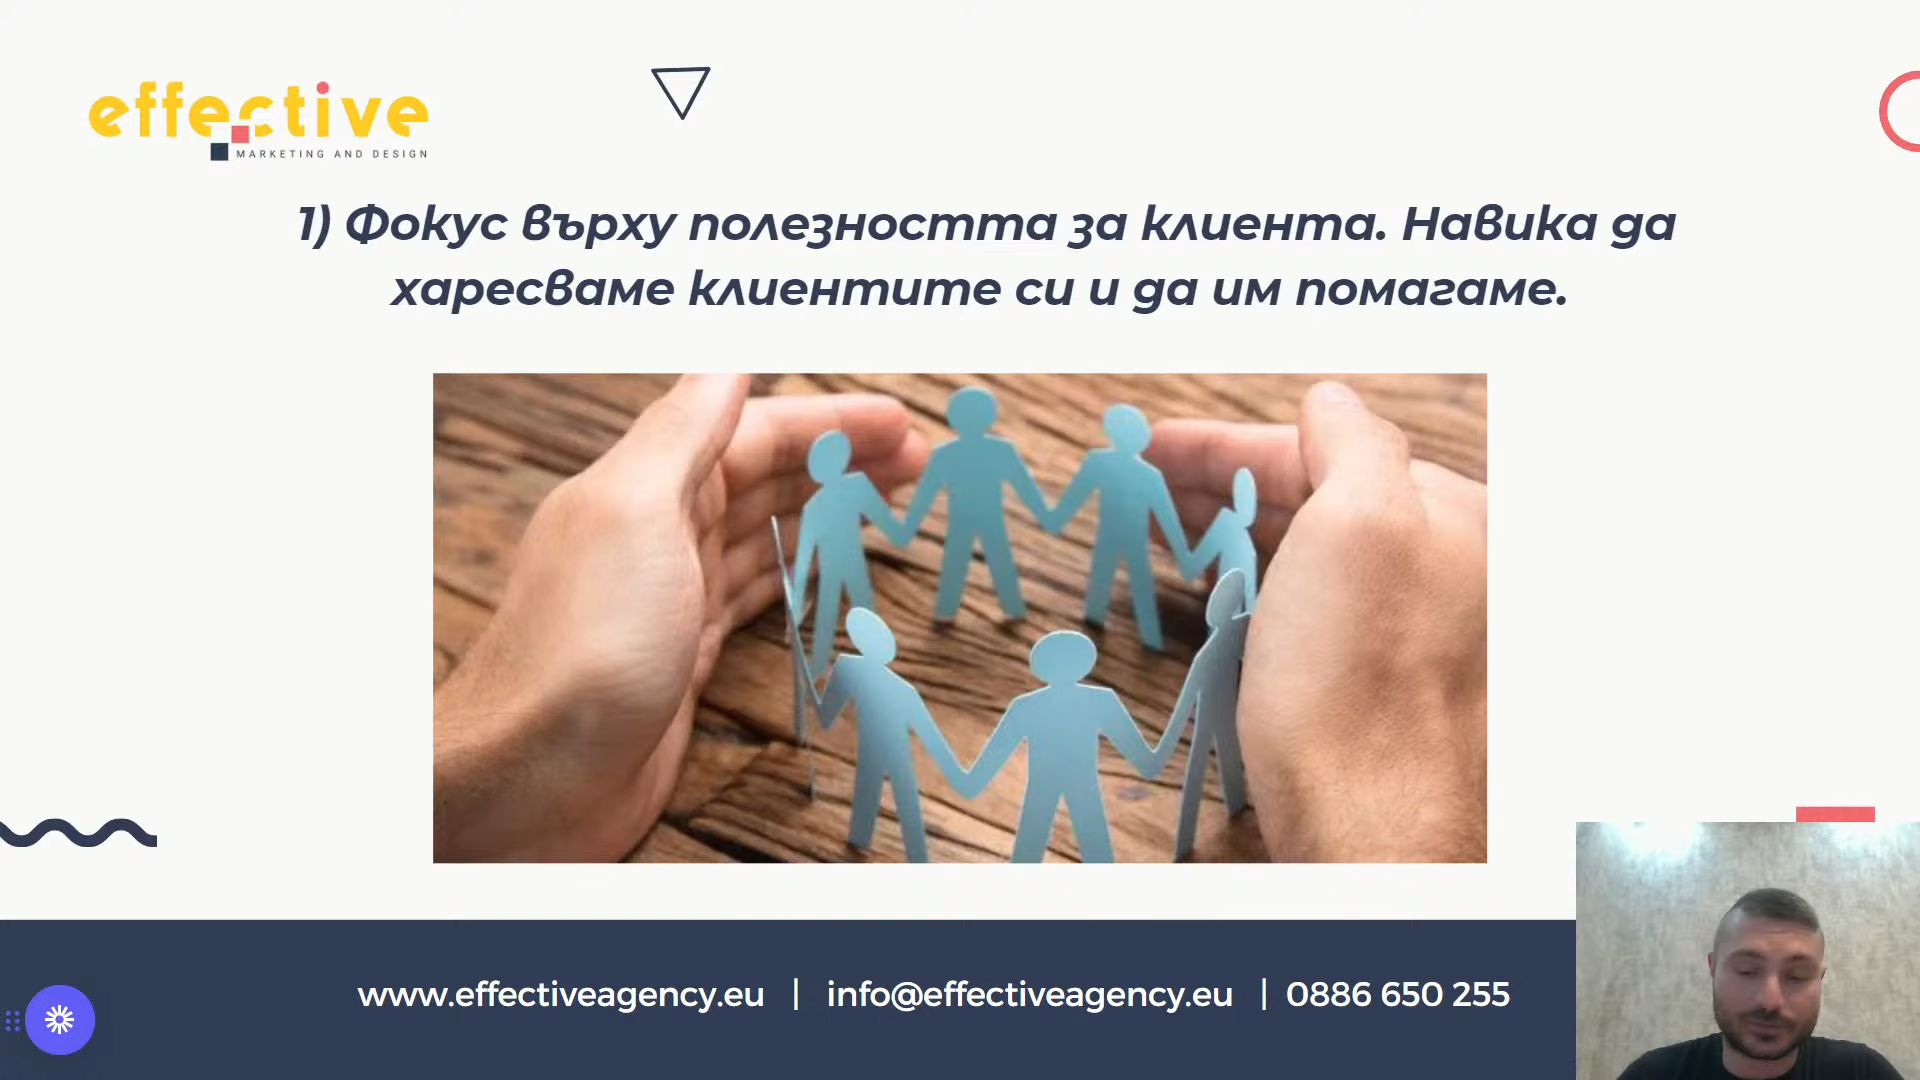 effective
MARKETING AND DESIGN
1) Фокус върху полезността за клиента. Навика да
харесваме клиентите си и да им помагаме.
www.effectiveagency.eu | info@effectiveagency.eu | 0886 650 255